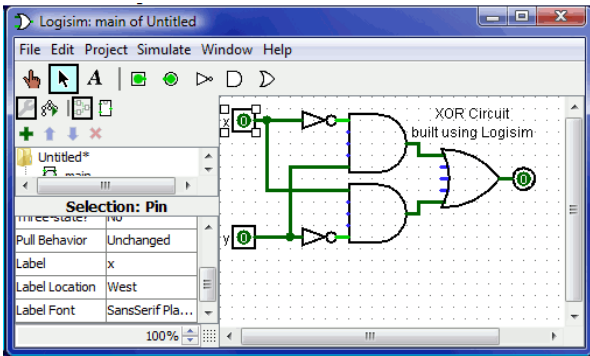 Logisim: main of Untitled
File Edit Project Simulate Window Help
A
Untitled*
main
Selection: Pin
Three-state? No
Pull Behavior Unchanged
Label x
Label Location West
Label Font SansSerif Pla...
100%
XOR Circuit
built using Logisim
x 0
0
y 0